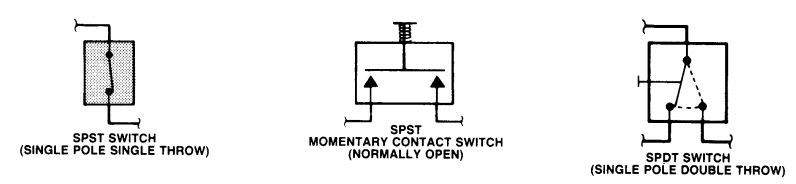 SPST SWITCH
(SINGLE POLE SINGLE THROW)
SPST
MOMENTARY CONTACT SWITCH
(NORMALLY OPEN)
SPDT SWITCH
(SINGLE POLE DOUBLE THROW)